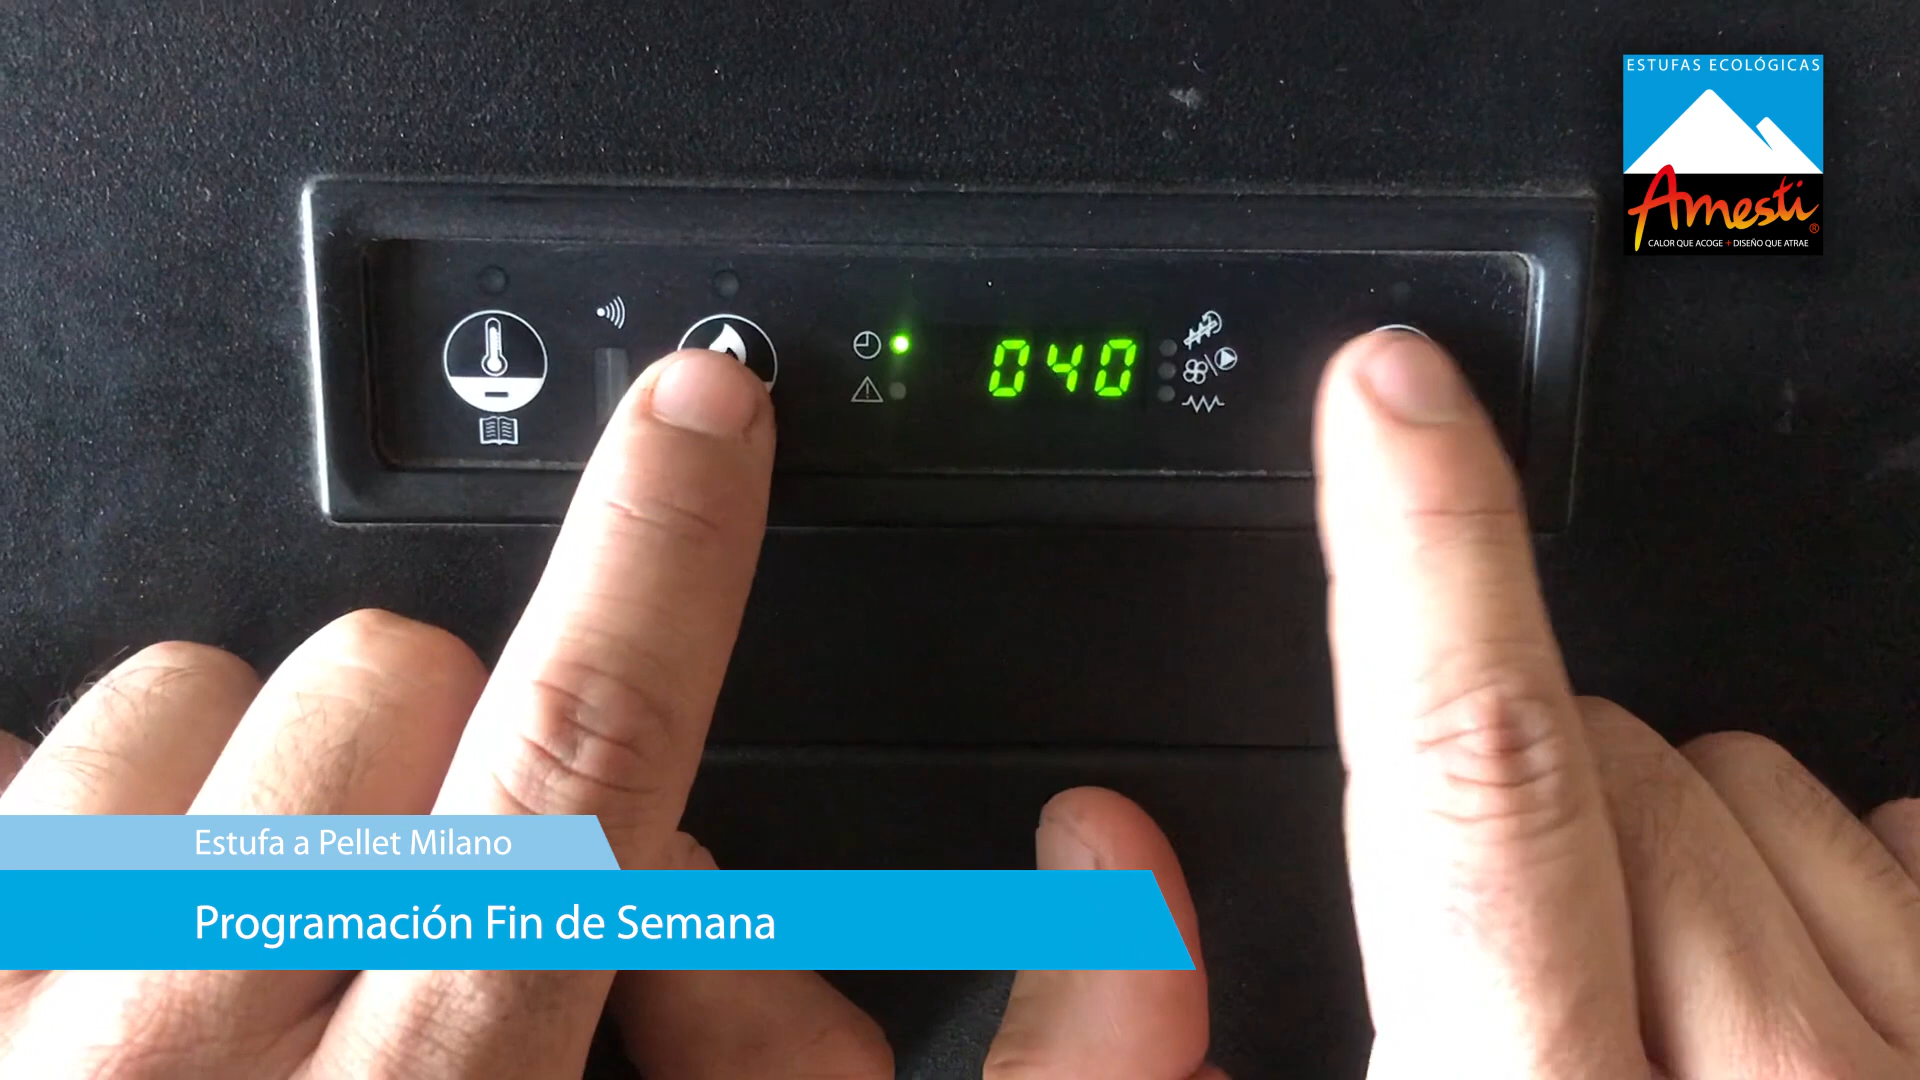 ESTUFAS ECOLÓGICAS
Amesti®
CALOR QUE ACOGE + DISEÑO QUE ATRAE
040
Estufa a Pellet Milano
Programación Fin de Semana